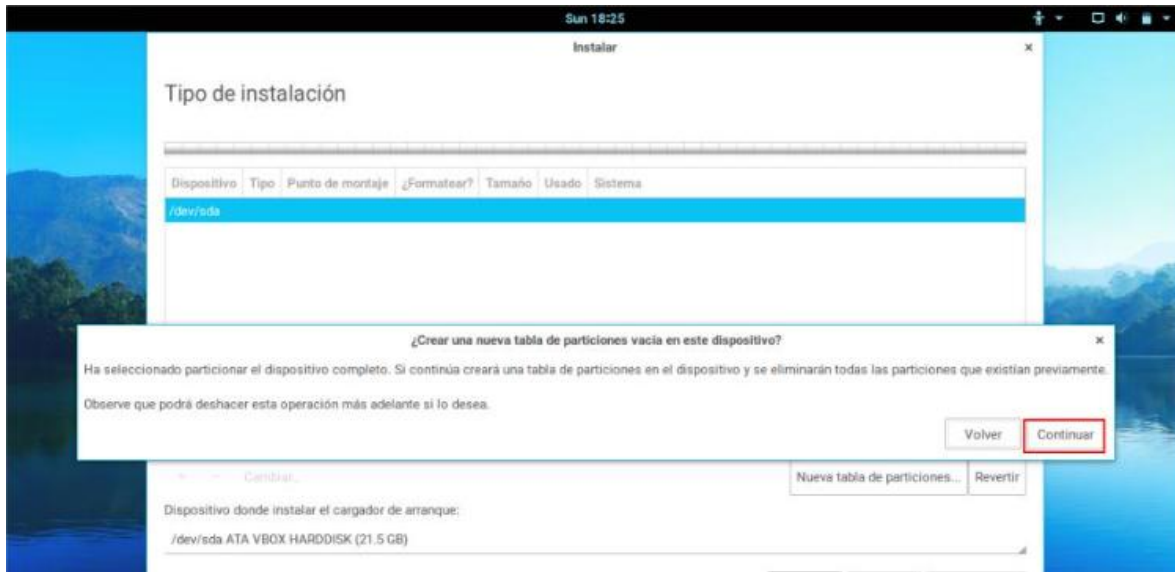 Sun 18:25
Instalar
Tipo de instalación
Dispositivo Tipo Punto de montaje ¿Formatear? Tamaño Usado Sistema
/dev/sda
¿Crear una nueva tabla de particiones vacía en este dispositivo?
Ha seleccionado particionar el dispositivo completo. Si continúa creará una tabla de particiones en el dispositivo y se eliminarán todas las particiones que existían previamente.
Observe que podrá deshacer esta operación más adelante si lo desea.
Volver Continuar
+ - Cambiar... Nueva tabla de particiones... Revertir
Dispositivo donde instalar el cargador de arranque:
/dev/sda ATA VBOX HARDDISK (21.5 GB)